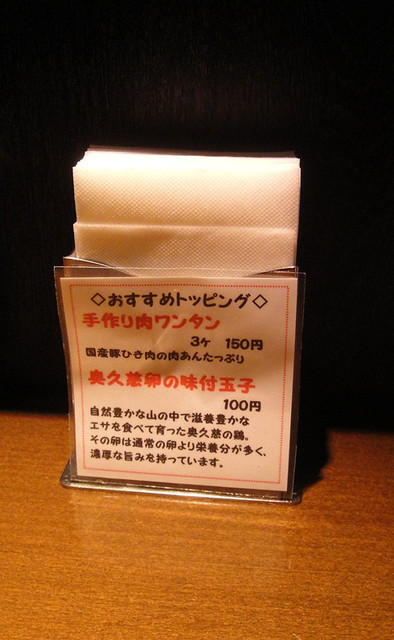 ◇おすすめトッピング◇
手作り肉ワンタン
3ケ 150円
国産豚ひき肉の肉あんたっぷり
奥久慈卵の味付玉子
100円
自然豊かな山の中で滋養豊かな
エサを食べて育った奥久慈の鶏。
その卵は通常の卵より栄養分が多く、
濃厚な旨みを持っています。